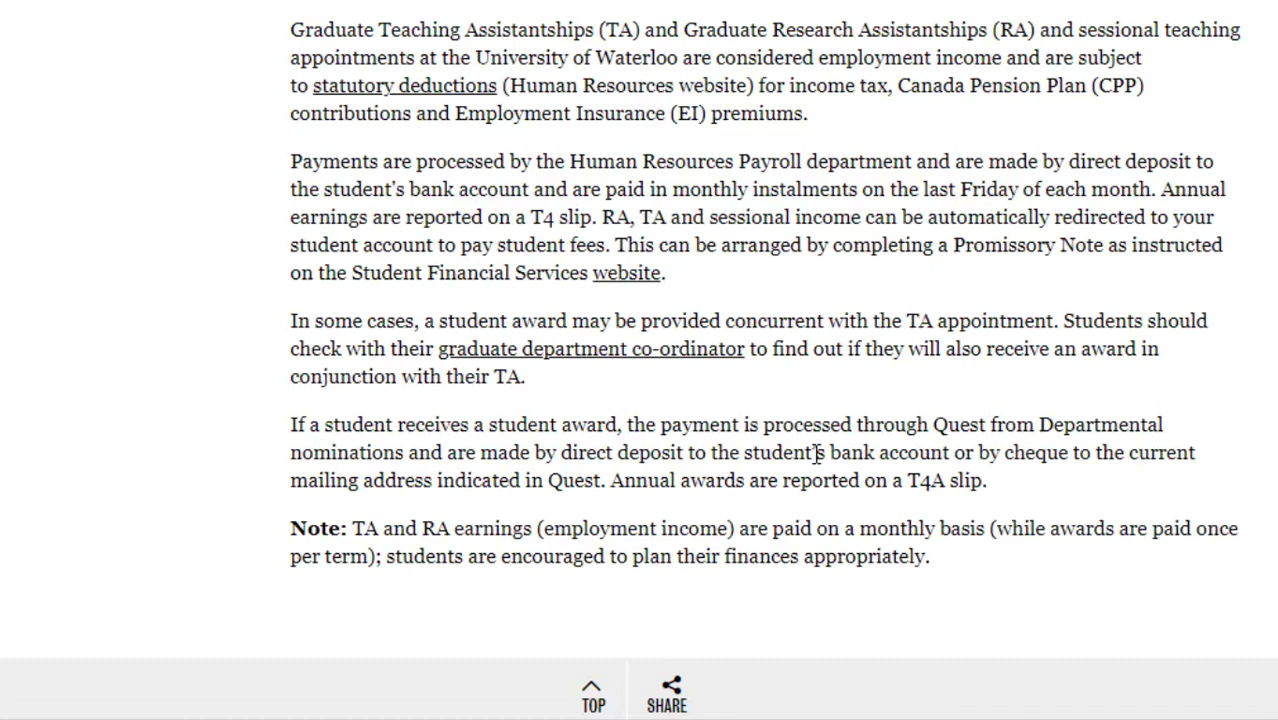 Graduate Teaching Assistantships (TA) and Graduate Research Assistantships (RA) and sessional teaching
appointments at the University of Waterloo are considered employment income and are subject
to statutory deductions (Human Resources website) for income tax, Canada Pension Plan (CPP)
contributions and Employment Insurance (EI) premiums.
Payments are processed by the Human Resources Payroll department and are made by direct deposit to
the student's bank account and are paid in monthly instalments on the last Friday of each month. Annual
earnings are reported on a T4 slip. RA, TA and sessional income can be automatically redirected to your
student account to pay student fees. This can be arranged by completing a Promissory Note as instructed
on the Student Financial Services website.
In some cases, a student award may be provided concurrent with the TA appointment. Students should
check with their graduate department co-ordinator to find out if they will also receive an award in
conjunction with their TA.
If a student receives a student award, the payment is processed through Quest from Departmental
nominations and are made by direct deposit to the student's bank account or by cheque to the current
mailing address indicated in Quest. Annual awards are reported on a T4A slip.
Note: TA and RA earnings (employment income) are paid on a monthly basis (while awards are paid once
per term); students are encouraged to plan their finances appropriately.
TOP SHARE